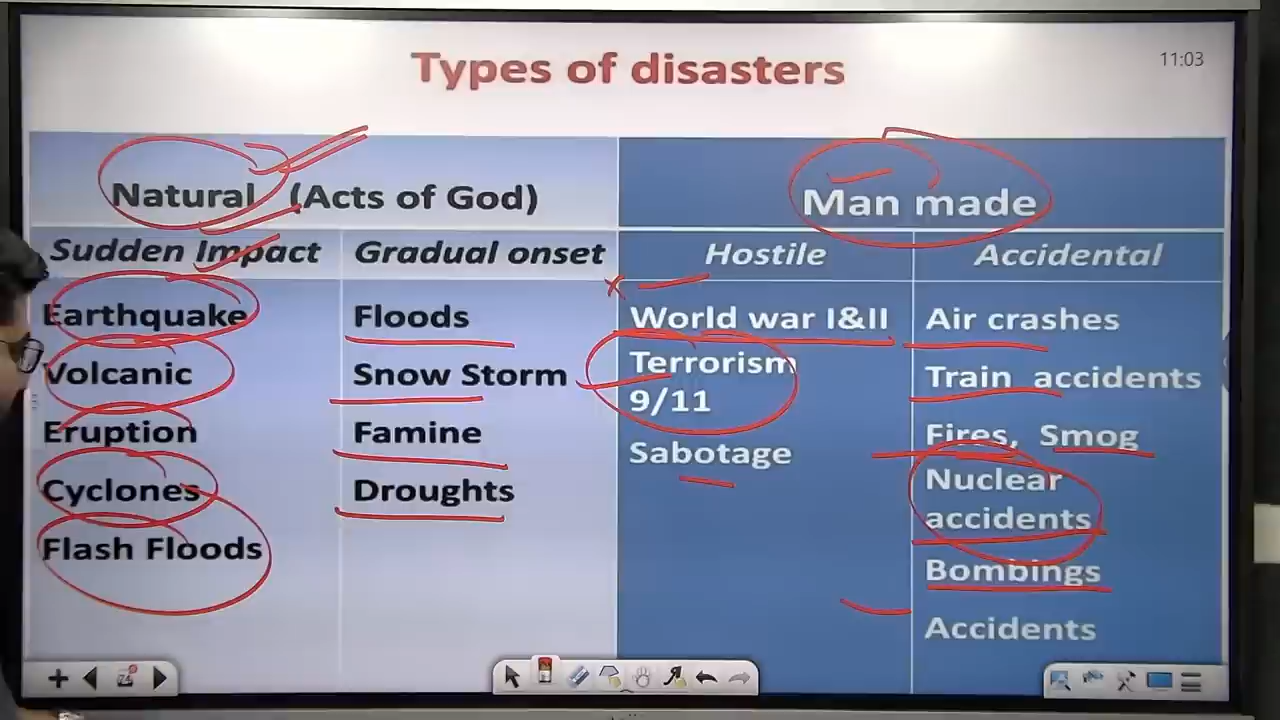 Types of disasters
11:03
Natural (Acts of God)
Man made
Sudden Impact
Gradual onset
Hostile
Accidental
Earthquake
Volcanic
Eruption
Cyclones
Flash Floods
Floods
Snow Storm
Famine
Droughts
World war I&II
Terrorism
9/11
Sabotage
Air crashes
Train accidents
Fires, Smog
Nuclear
accidents
Bombings
Accidents